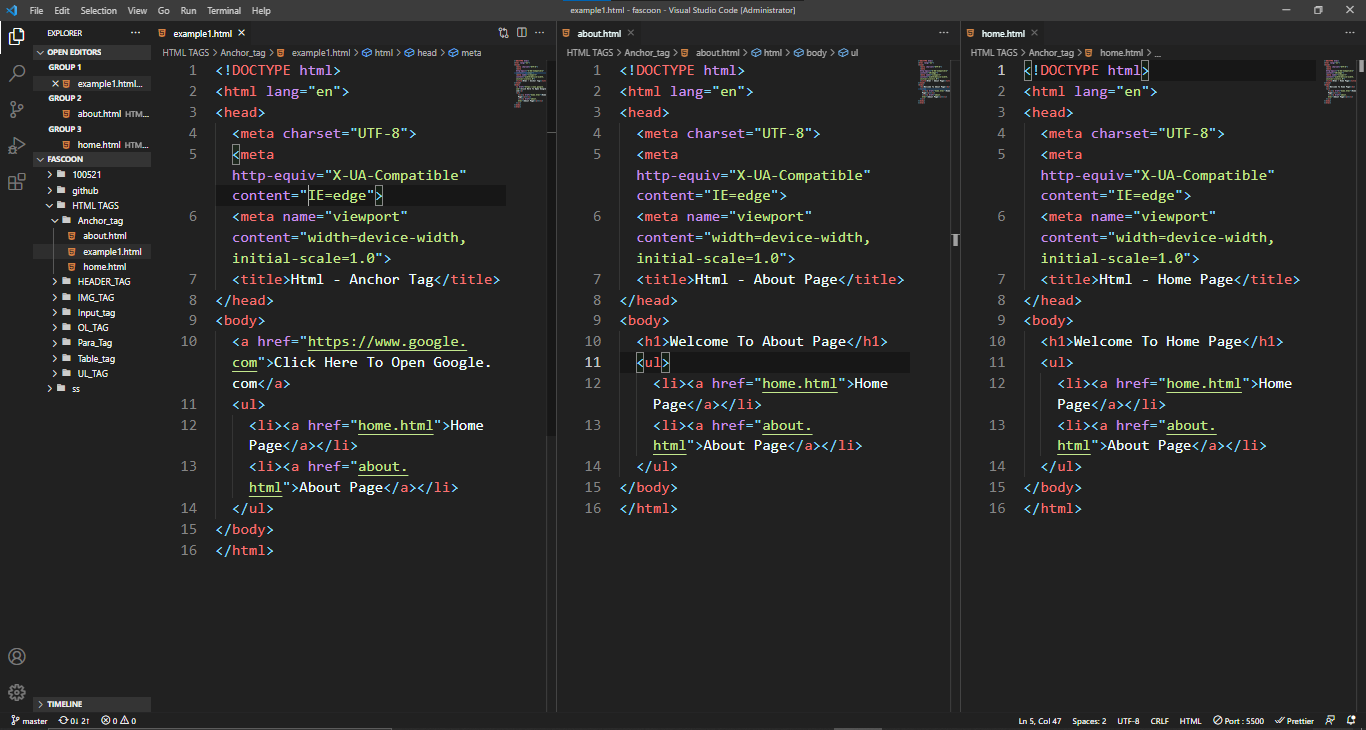 File Edit Selection View Go Run Terminal Help
example1.html - fascoon - Visual Studio Code [Administrator]
EXPLORER
OPEN EDITORS
GROUP 1
example1.html...
GROUP 2
about.html HTM...
GROUP 3
home.html HTM...
FASCOON
100521
github
HTML TAGS
Anchor_tag
about.html
example1.html
home.html
HEADER_TAG
IMG_TAG
Input_tag
OL_TAG
Para_Tag
Table_tag
UL_TAG
ss
TIMELINE
example1.html
HTML TAGS > Anchor_tag > example1.html > html > head > meta
1 <!DOCTYPE html>
2 <html lang="en">
3 <head>
4 <meta charset="UTF-8">
5 <meta
http-equiv="X-UA-Compatible"
content="IE=edge">
6 <meta name="viewport"
content="width=device-width,
initial-scale=1.0">
7 <title>Html - Anchor Tag</title>
8 </head>
9 <body>
10 <a href="https://www.google.
com">Click Here To Open Google.
com</a>
11 <ul>
12 <li><a href="home.html">Home
Page</a></li>
13 <li><a href="about.
html">About Page</a></li>
14 </ul>
15 </body>
16 </html>
about.html
HTML TAGS > Anchor_tag > about.html > html > body > ul
1 <!DOCTYPE html>
2 <html lang="en">
3 <head>
4 <meta charset="UTF-8">
5 <meta
http-equiv="X-UA-Compatible"
content="IE=edge">
6 <meta name="viewport"
content="width=device-width,
initial-scale=1.0">
7 <title>Html - About Page</title>
8 </head>
9 <body>
10 <h1>Welcome To About Page</h1>
11 <ul>
12 <li><a href="home.html">Home
Page</a></li>
13 <li><a href="about.
html">About Page</a></li>
14 </ul>
15 </body>
16 </html>
home.html
HTML TAGS > Anchor_tag > home.html > ...
1 <!DOCTYPE html>
2 <html lang="en">
3 <head>
4 <meta charset="UTF-8">
5 <meta
http-equiv="X-UA-Compatible"
content="IE=edge">
6 <meta name="viewport"
content="width=device-width,
initial-scale=1.0">
7 <title>Html - Home Page</title>
8 </head>
9 <body>
10 <h1>Welcome To Home Page</h1>
11 <ul>
12 <li><a href="home.html">Home
Page</a></li>
13 <li><a href="about.
html">About Page</a></li>
14 </ul>
15 </body>
16 </html>
master 0↓ 2↑ 0 0 Ln 5, Col 47 Spaces: 2 UTF-8 CRLF HTML Port : 5500 Prettier